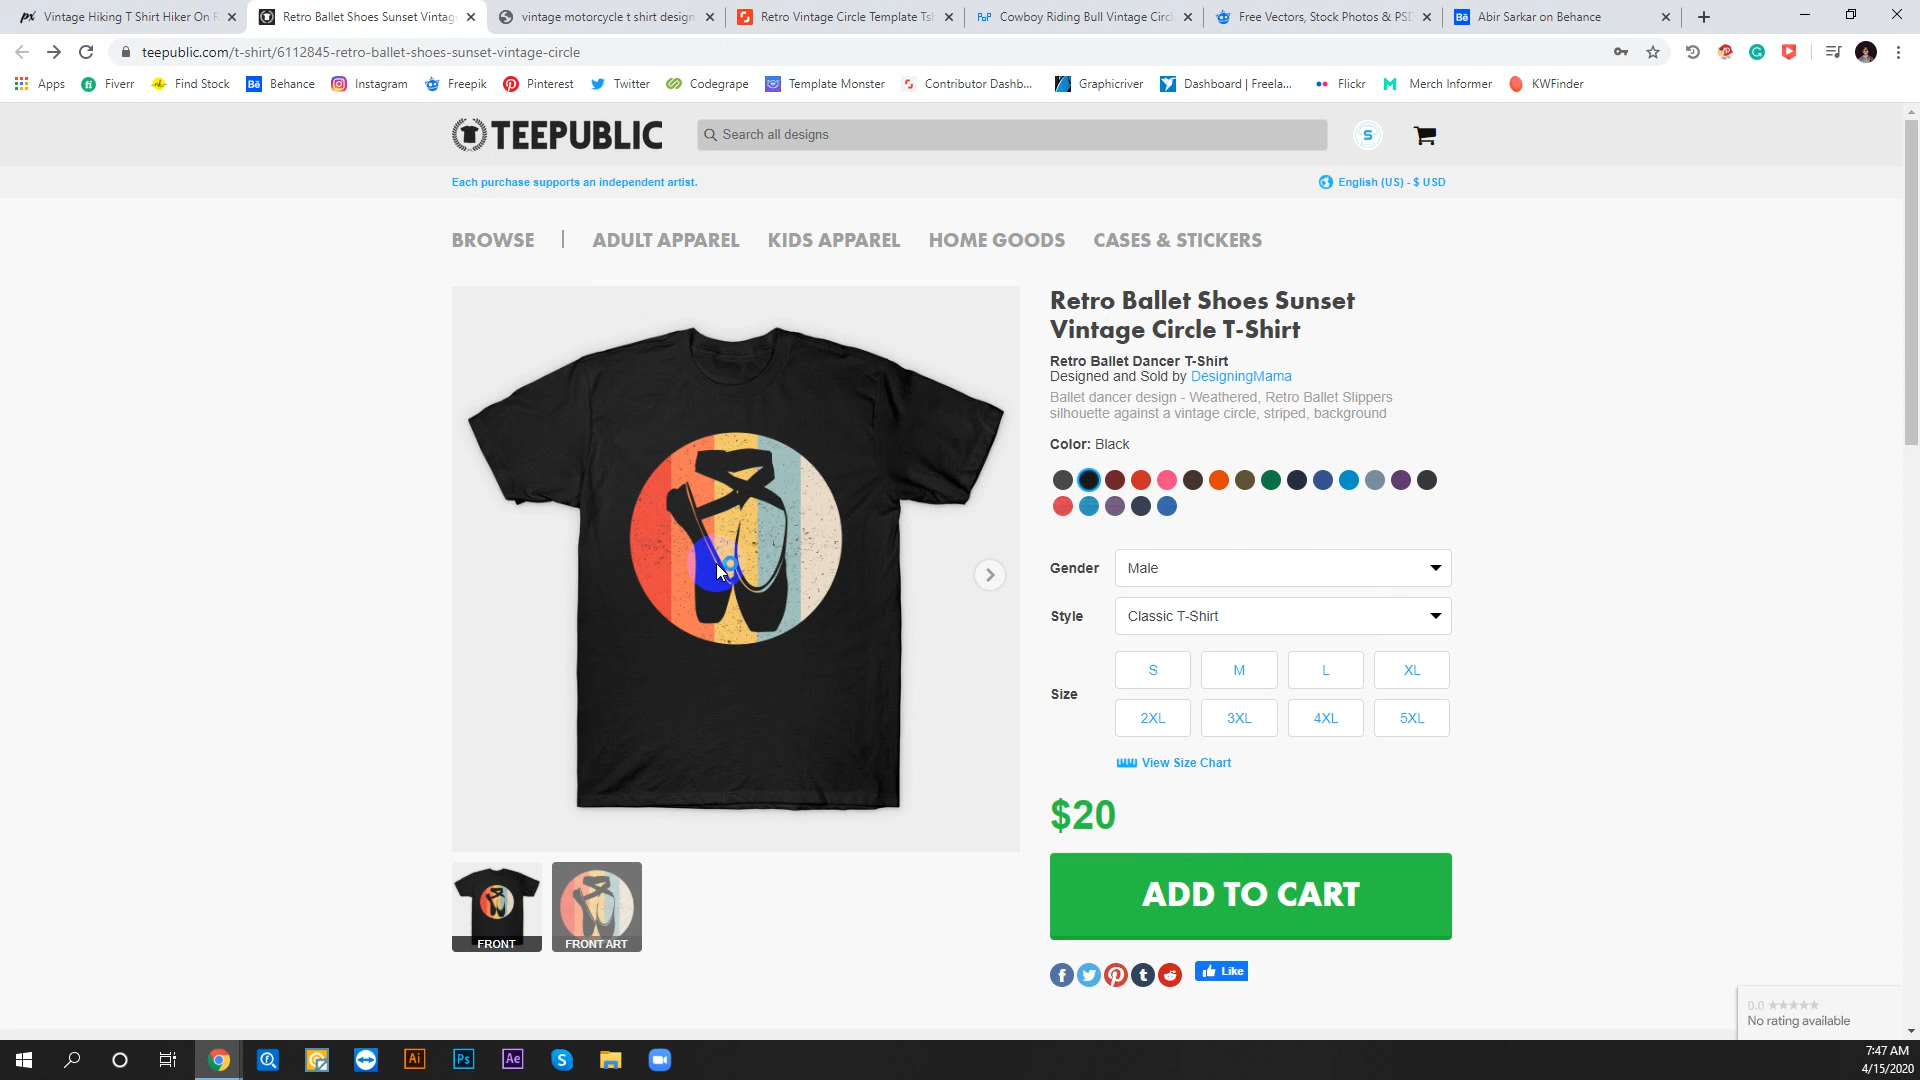 Vintage Hiking T Shirt Hiker On R
Retro Ballet Shoes Sunset Vintag
vintage motorcycle t shirt design
Retro Vintage Circle Template Ts
Cowboy Riding Bull Vintage Circ
Free Vectors, Stock Photos & PSD
Abir Sarkar on Behance
teepublic.com/t-shirt/6112845-retro-ballet-shoes-sunset-vintage-circle
Apps
Fiverr
Find Stock
Behance
Instagram
Freepik
Pinterest
Twitter
Codegrape
Template Monster
Contributor Dashb...
Graphicriver
Dashboard | Freela...
Flickr
Merch Informer
KWFinder
TEEPUBLIC
Search all designs
S
Each purchase supports an independent artist.
English (US) - $ USD
BROWSE | ADULT APPAREL KIDS APPAREL HOME GOODS CASES & STICKERS
Retro Ballet Shoes Sunset
Vintage Circle T-Shirt
Retro Ballet Dancer T-Shirt
Designed and Sold by DesigningMama
Ballet dancer design - Weathered, Retro Ballet Slippers
silhouette against a vintage circle, striped, background
Color: Black
Gender Male
Style Classic T-Shirt
Size
S M L XL
2XL 3XL 4XL 5XL
View Size Chart
$20
ADD TO CART
FRONT
FRONT ART
Like
0.0 ★★★★★
No rating available
Ai
Ps
Ae
7:47 AM
4/15/2020